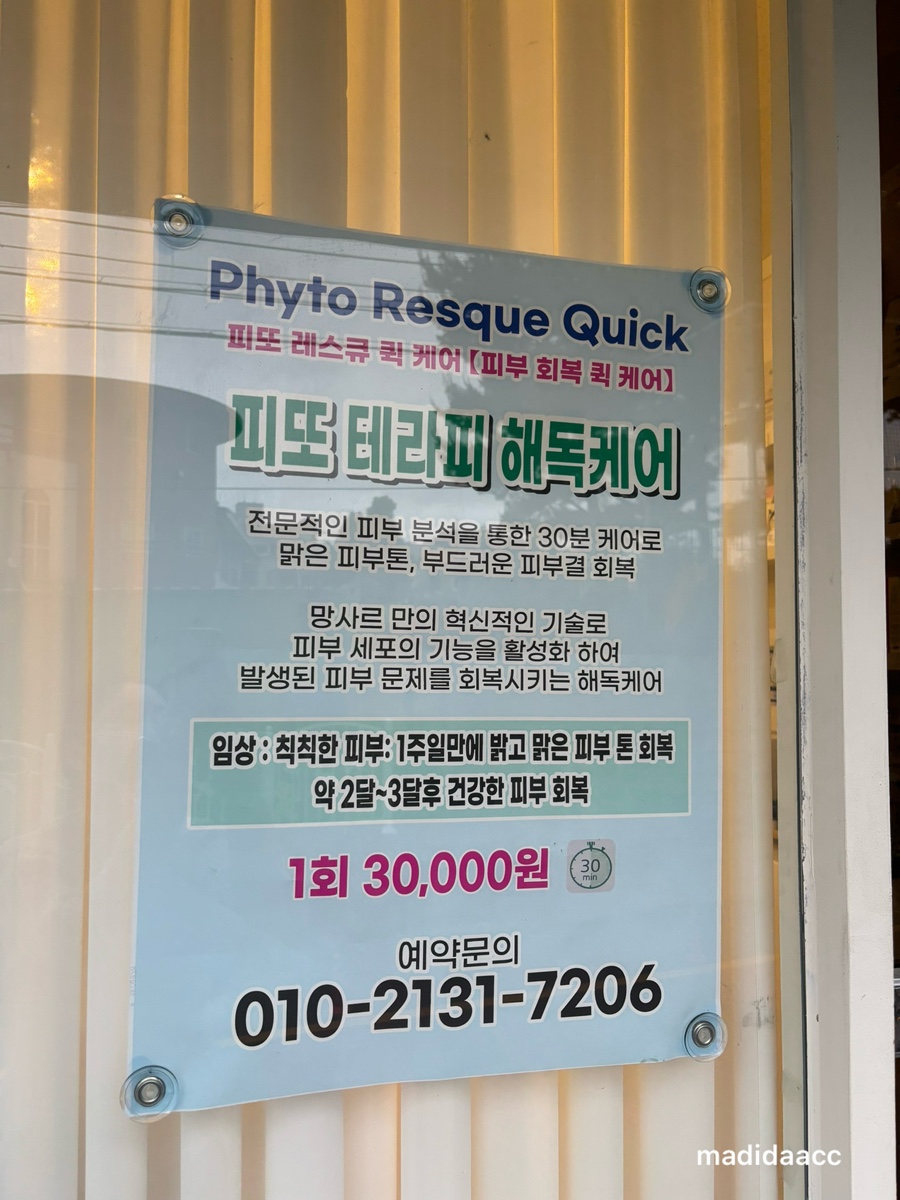 Phyto Resque Quick
피또 레스큐 퀵 케어 【피부 회복 퀵 케어】
피또 테라피 해독케어
전문적인 피부 분석을 통한 30분 케어로
맑은 피부톤, 부드러운 피부결 회복
망사르 만의 혁신적인 기술로
피부 세포의 기능을 활성화 하여
발생된 피부 문제를 회복시키는 해독케어
임상 : 칙칙한 피부: 1주일만에 밝고 맑은 피부 톤 회복
약 2달~3달후 건강한 피부 회복
1회 30,000원
30
min
예약문의
010-2131-7206
madidaacc